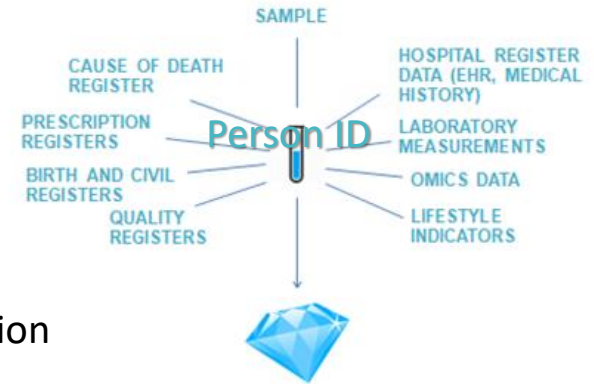 SAMPLE
CAUSE OF DEATH
REGISTER
PRESCRIPTION
REGISTERS
BIRTH AND CIVIL
REGISTERS
QUALITY
REGISTERS
Person ID
HOSPITAL REGISTER
DATA (EHR, MEDICAL
HISTORY)
LABORATORY
MEASUREMENTS
OMICS DATA
LIFESTYLE
INDICATORS
ion